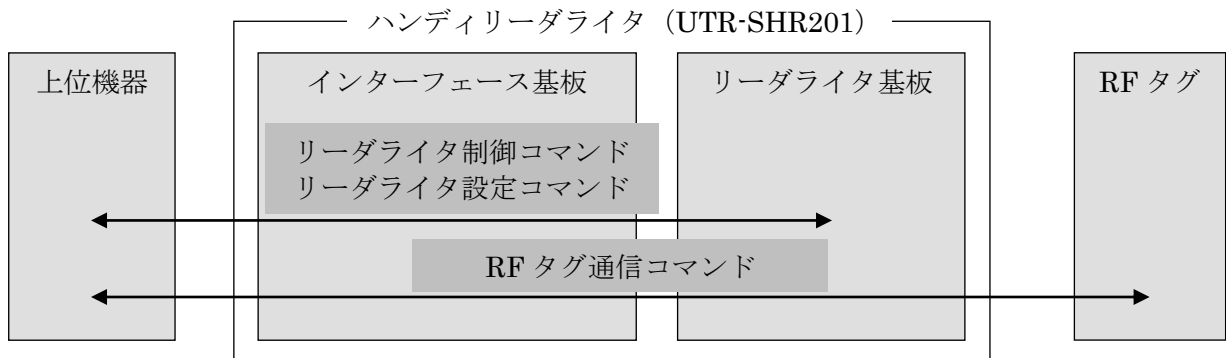 ハンディリーダライタ（UTR-SHR201）
上位機器
インターフェース基板
リーダライタ基板
RF タグ
リーダライタ制御コマンド
リーダライタ設定コマンド
RF タグ通信コマンド